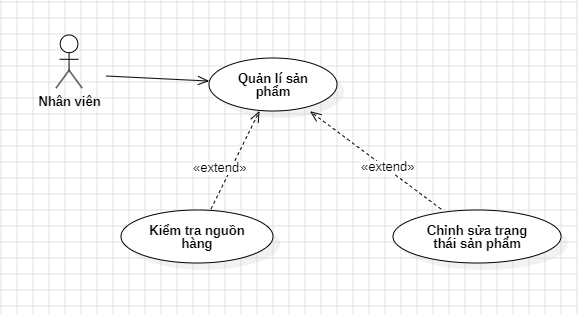 Quản lí sản
phẩm
Nhân viên
«extend»
«extend»
Kiểm tra nguồn
hàng
Chỉnh sửa trạng
thái sản phẩm